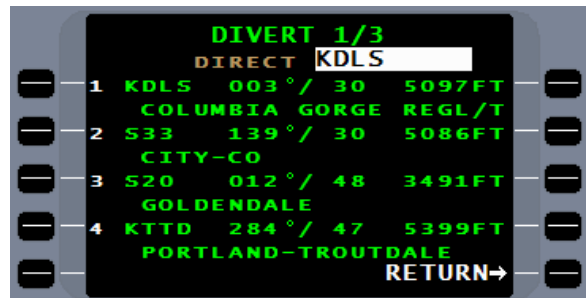 DIVERT 1/3
DIRECT KDLS
1 KDLS 003°/ 30 5097FT
COLUMBIA GORGE REGL/T
2 S33 139°/ 30 5086FT
CITY-CO
3 S20 012°/ 48 3491FT
GOLDENDALE
4 KTTD 284°/ 47 5399FT
PORTLAND-TROUTDALE
RETURN→